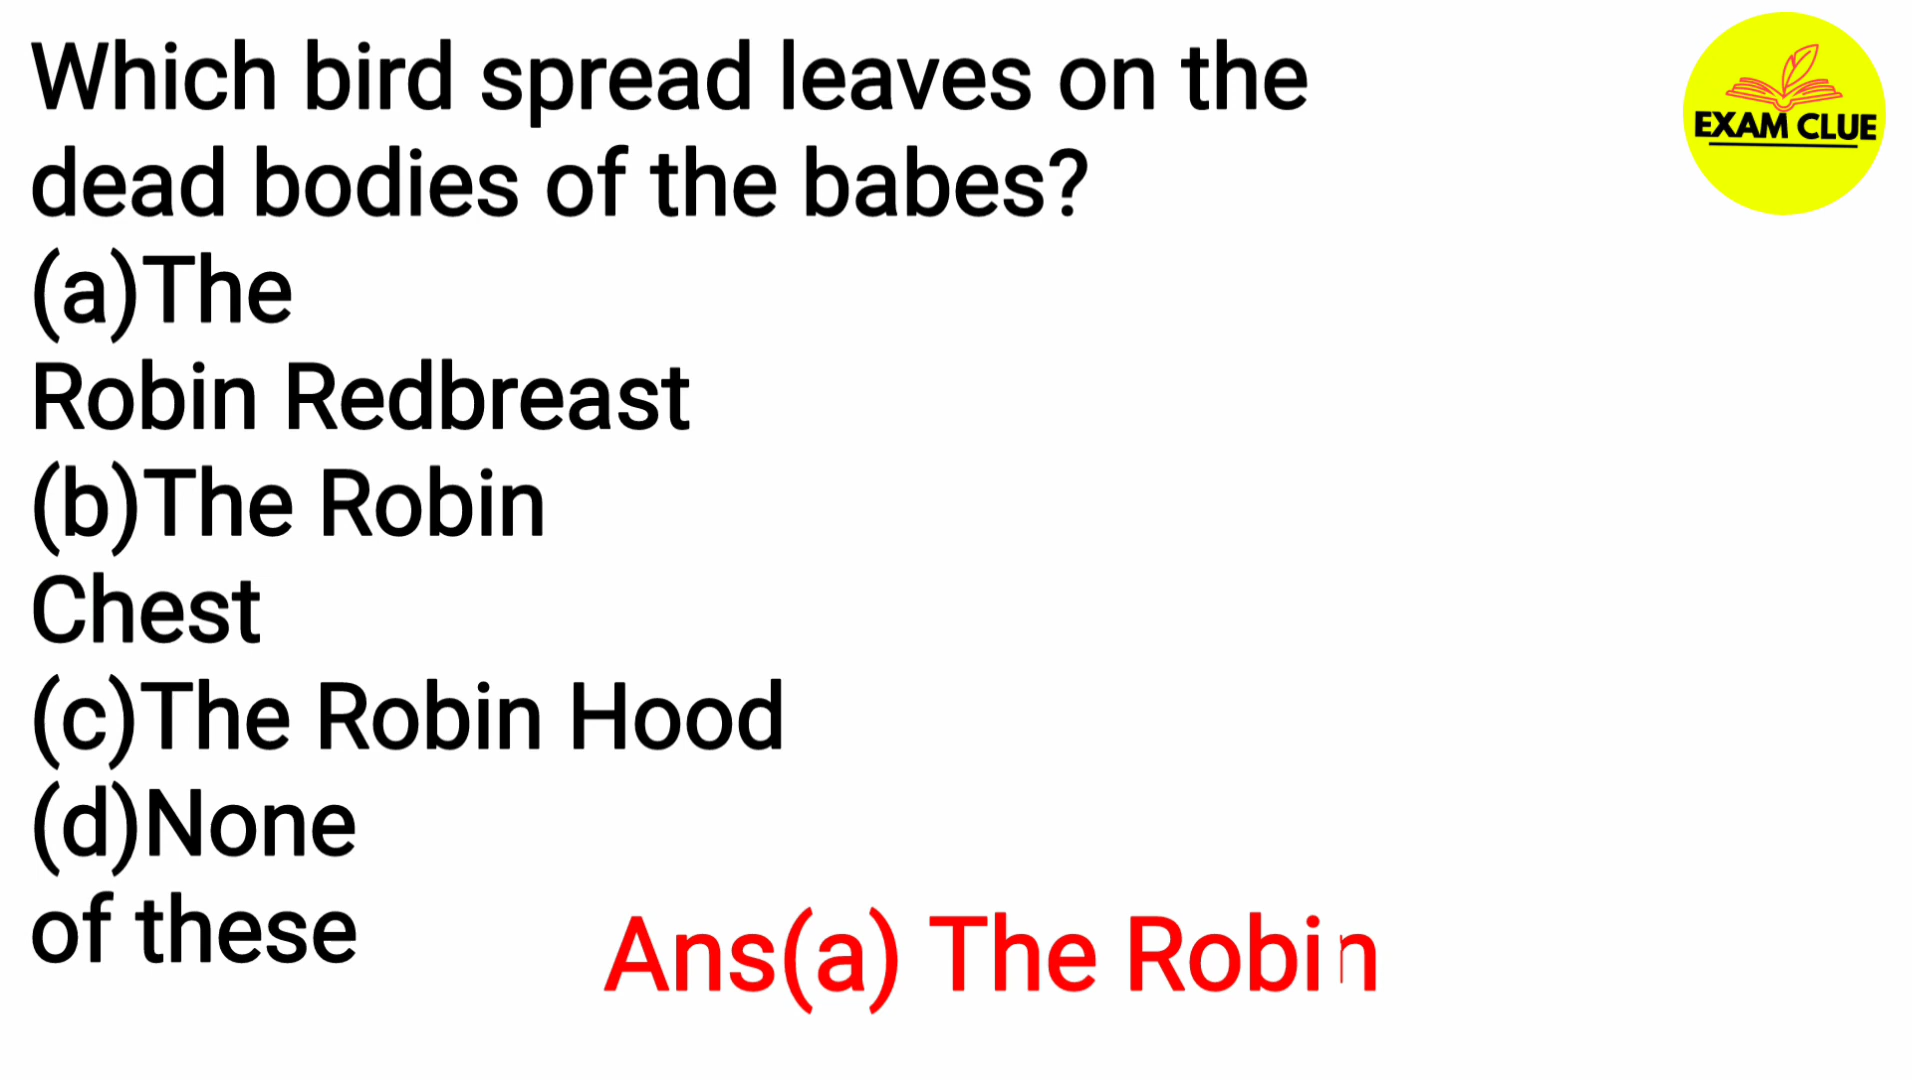 Which bird spread leaves on the
dead bodies of the babes?
(a)The
Robin Redbreast
(b)The Robin
Chest
(c)The Robin Hood
(d)None
of these
Ans(a) The Robin
EXAM CLUE